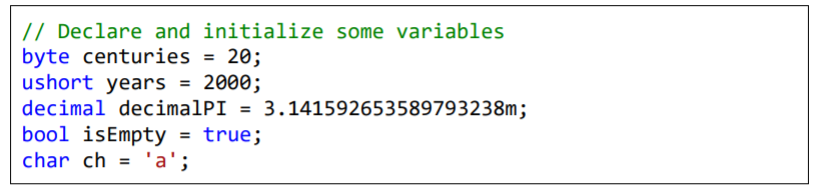 // Declare and initialize some variables
byte centuries = 20;
ushort years = 2000;
decimal decimalPI = 3.141592653589793238m;
bool isEmpty = true;
char ch = 'a';